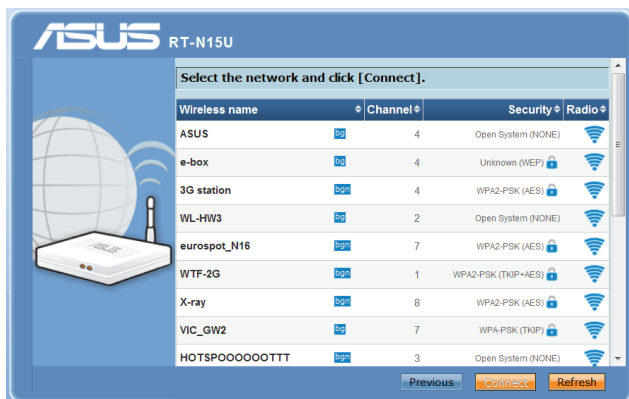 ASUS RT-N15U
Select the network and click [Connect].
Wireless name Channel Security Radio
ASUS bg 4 Open System (NONE)
e-box bg 4 Unknown (WEP)
3G station bgn 4 WPA2-PSK (AES)
WL-HW3 bg 2 Open System (NONE)
eurospot_N16 bgn 7 WPA2-PSK (AES)
WTF-2G bgn 1 WPA2-PSK (TKIP+AES)
X-ray bgn 8 WPA2-PSK (AES)
VIC_GW2 bg 7 WPA-PSK (TKIP)
HOTSPOOOOOOTTT bgn 3 Open System (NONE)
Previous Connect Refresh